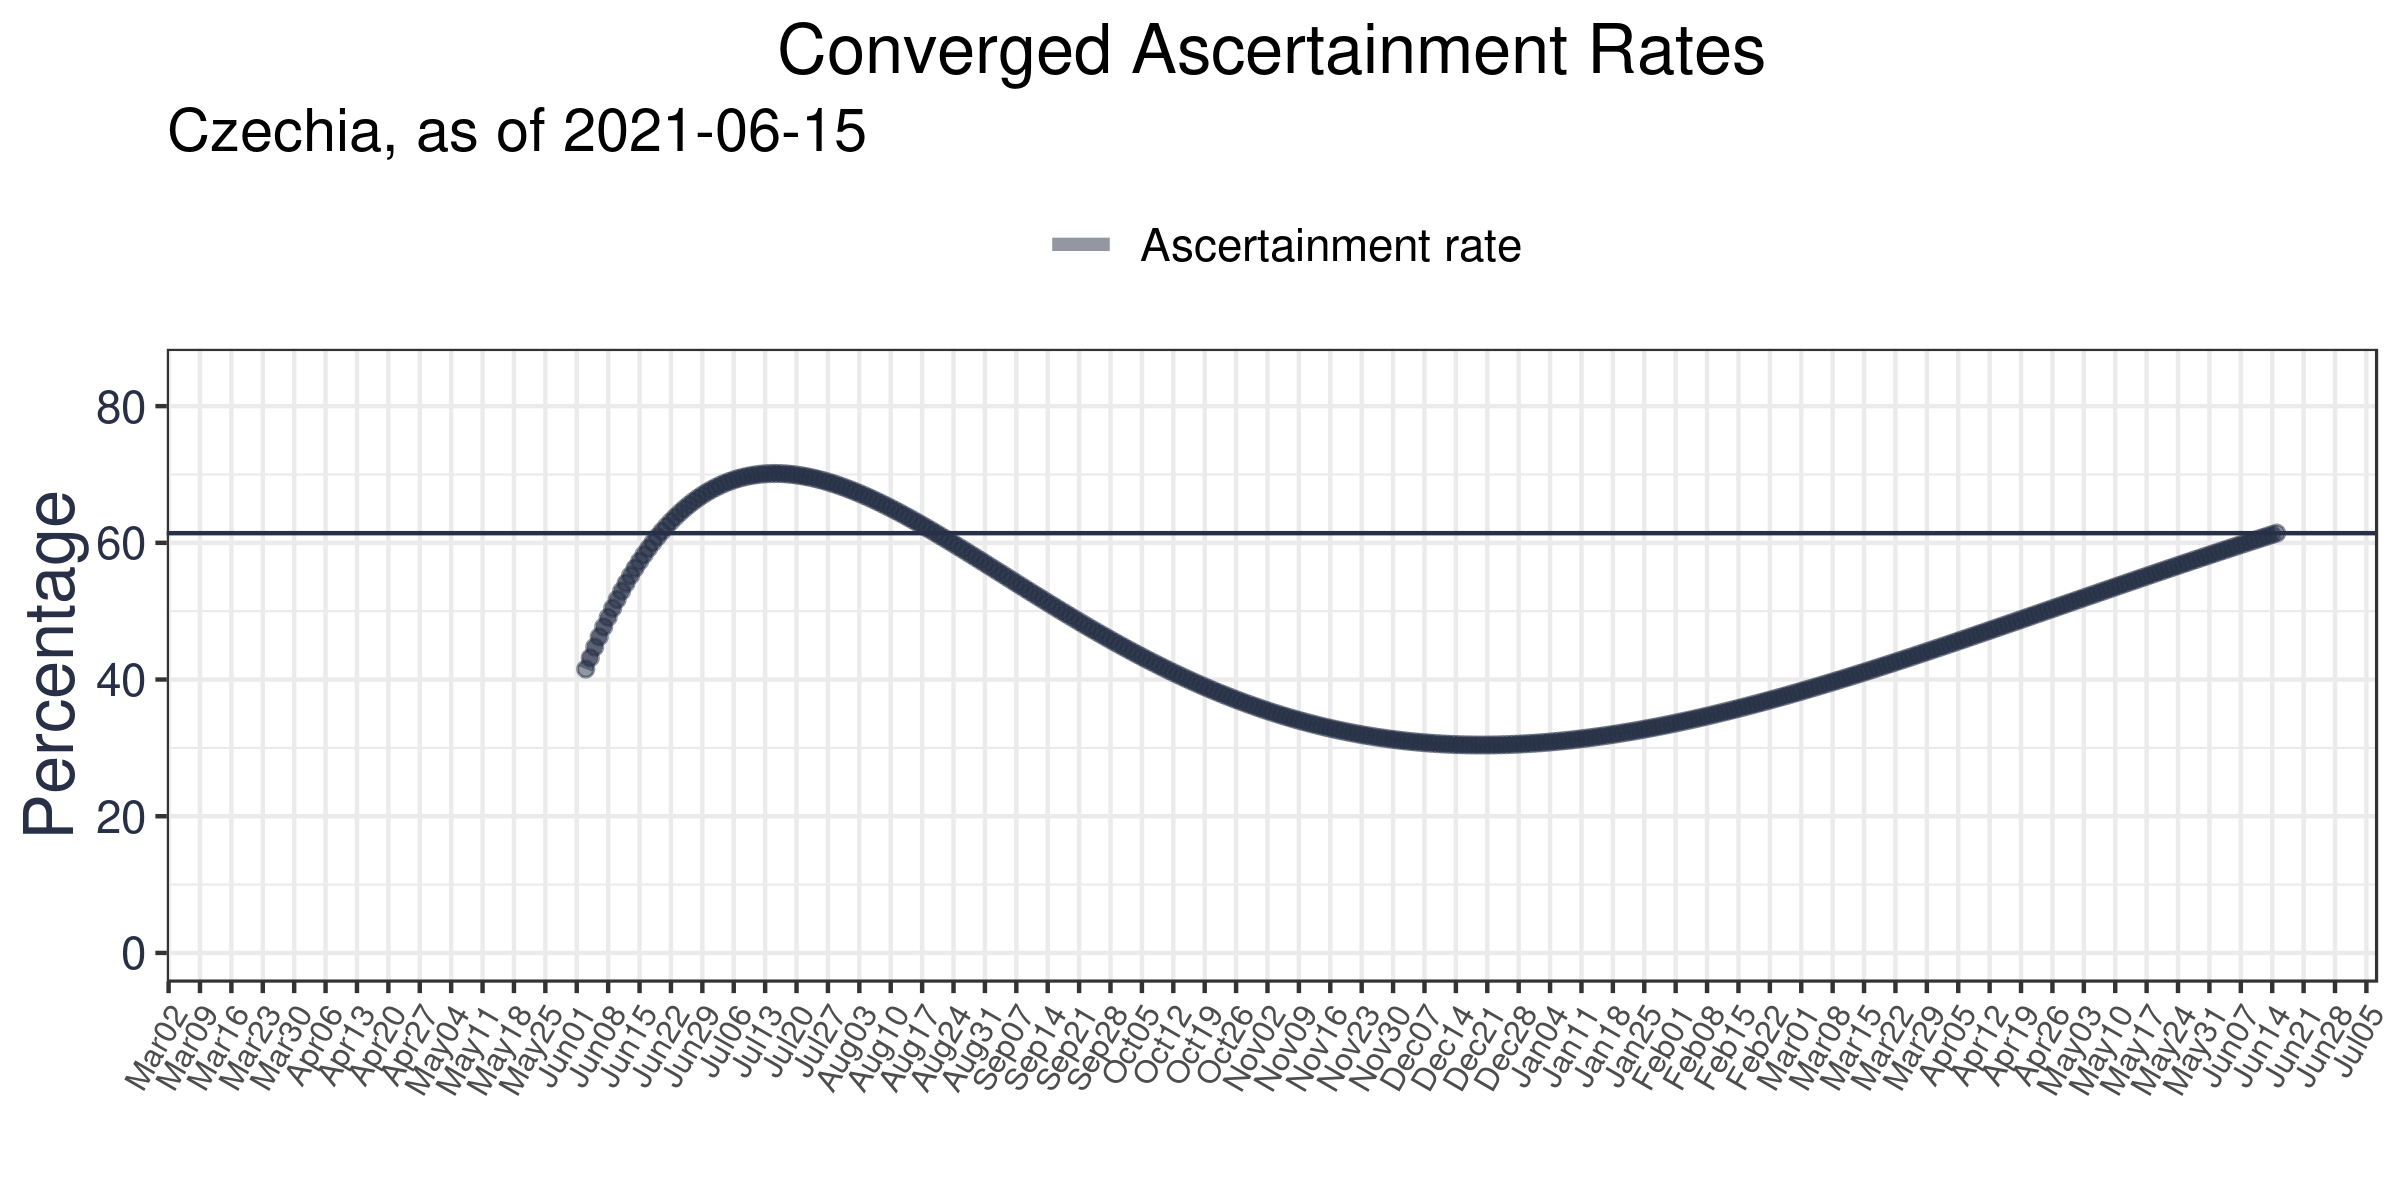 Converged Ascertainment Rates
Czechia, as of 2021-06-15
Ascertainment rate
Percentage
80
60
40
20
0
Mar02
Mar09
Mar16
Mar23
Mar30
Apr06
Apr13
Apr20
Apr27
May04
May11
May18
May25
Jun01
Jun08
Jun15
Jun22
Jun29
Jul06
Jul13
Jul20
Jul27
Aug03
Aug10
Aug17
Aug24
Aug31
Sep07
Sep14
Sep21
Sep28
Oct05
Oct12
Oct19
Oct26
Nov02
Nov09
Nov16
Nov23
Nov30
Dec07
Dec14
Dec21
Dec28
Jan04
Jan11
Jan18
Jan25
Feb01
Feb08
Feb15
Feb22
Mar01
Mar08
Mar15
Mar22
Mar29
Apr05
Apr12
Apr19
Apr26
May03
May10
May17
May24
May31
Jun07
Jun14
Jun21
Jun28
Jul05